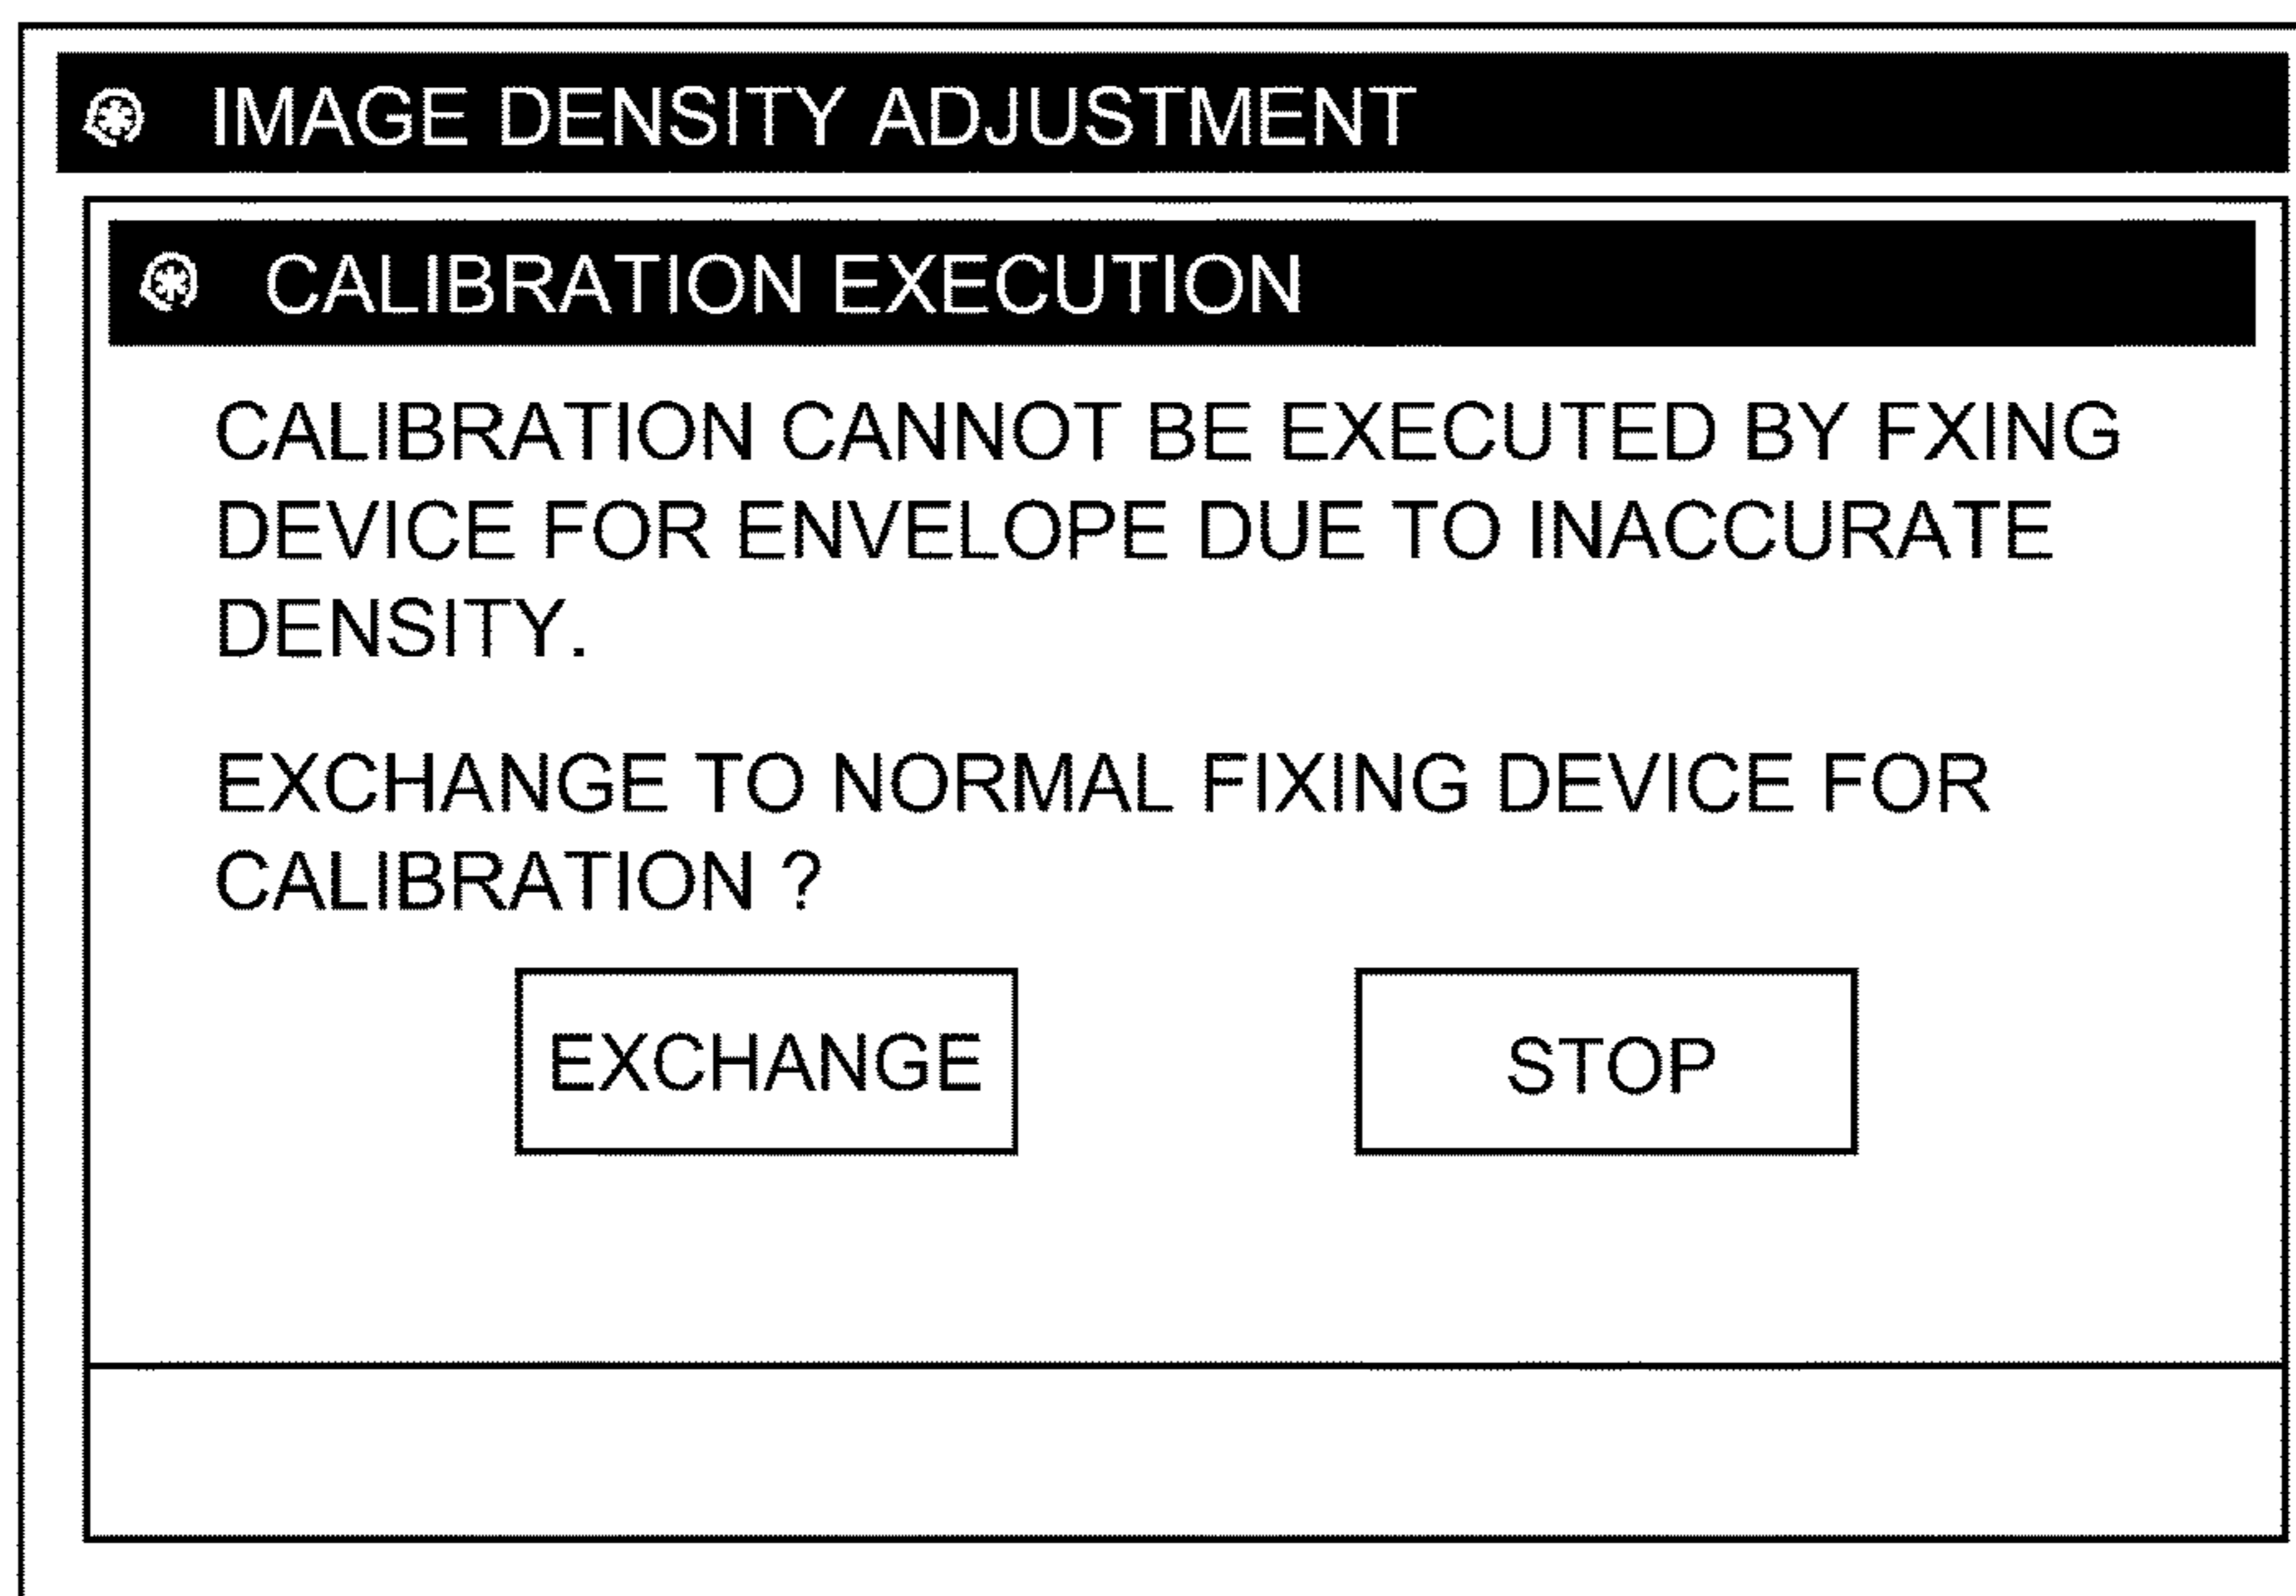 IMAGE DENSITY ADJUSTMENT
CALIBRATION EXECUTION
CALIBRATION CANNOT BE EXECUTED BY FXING
DEVICE FOR ENVELOPE DUE TO INACCURATE
DENSITY.
EXCHANGE TO NORMAL FIXING DEVICE FOR
CALIBRATION ?
EXCHANGE
STOP